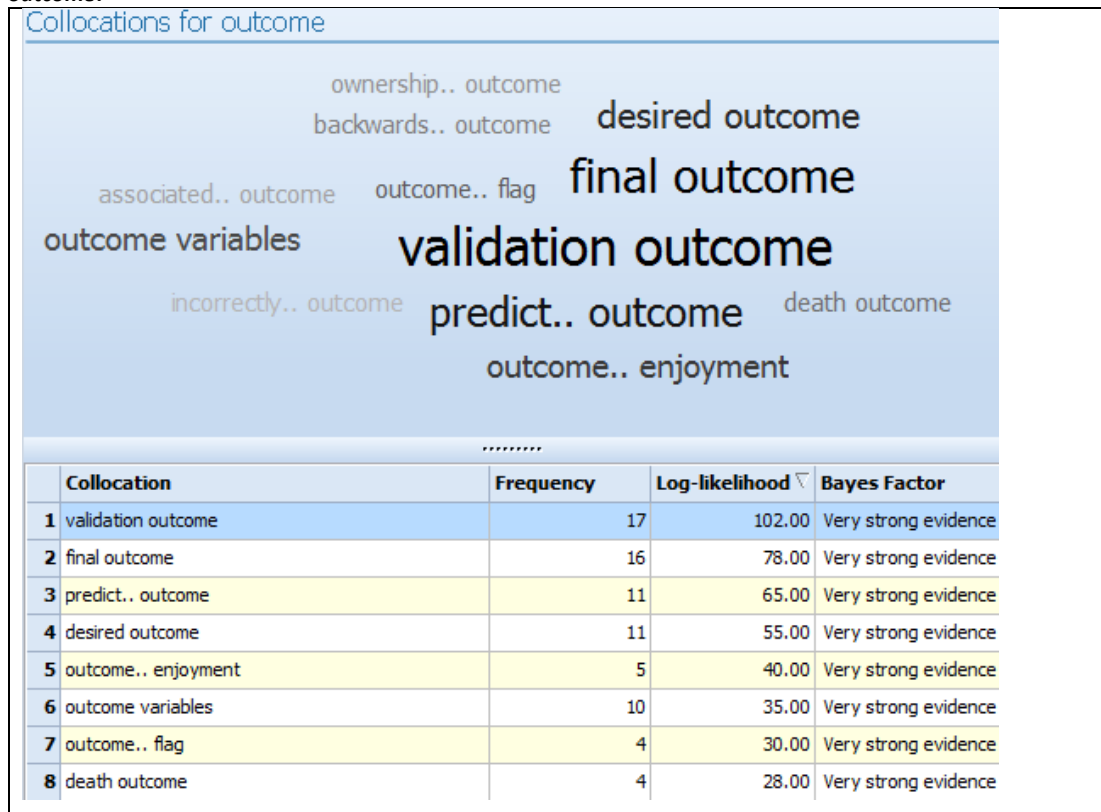 outcome.
Collocations for outcome
ownership.. outcome
backwards.. outcome desired outcome
associated.. outcome outcome.. flag final outcome
outcome variables validation outcome
incorrectly.. outcome predict.. outcome death outcome
outcome.. enjoyment
Collocation Frequency Log-likelihood Bayes Factor
1 validation outcome 17 102.00 Very strong evidence
2 final outcome 16 78.00 Very strong evidence
3 predict.. outcome 11 65.00 Very strong evidence
4 desired outcome 11 55.00 Very strong evidence
5 outcome.. enjoyment 5 40.00 Very strong evidence
6 outcome variables 10 35.00 Very strong evidence
7 outcome.. flag 4 30.00 Very strong evidence
8 death outcome 4 28.00 Very strong evidence